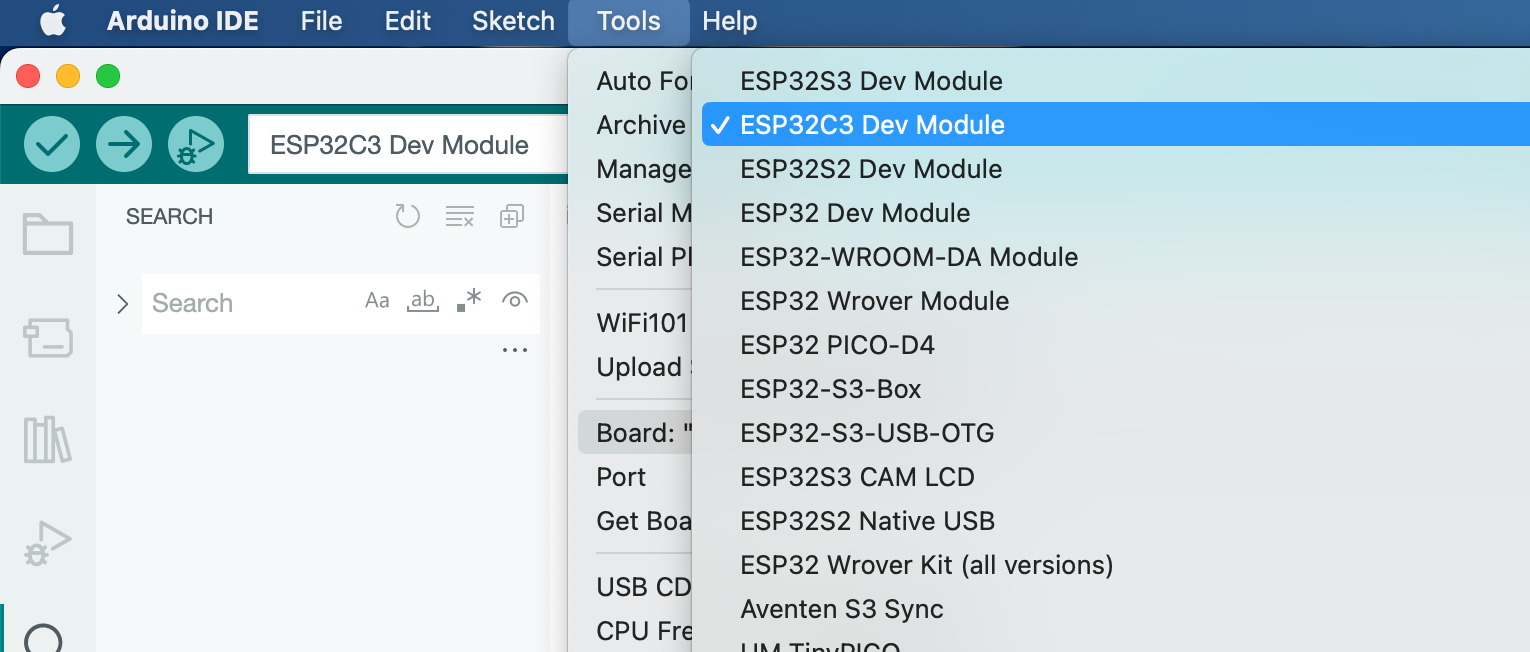 Arduino IDE File Edit Sketch Tools Help
ESP32C3 Dev Module
SEARCH
Search Aa ab
Auto For
Archive
Manage
Serial M
Serial Pl
WiFi101
Upload
Board: "
Port
Get Boa
USB CD
CPU Fre
ESP32S3 Dev Module
✓ ESP32C3 Dev Module
ESP32S2 Dev Module
ESP32 Dev Module
ESP32-WROOM-DA Module
ESP32 Wrover Module
ESP32 PICO-D4
ESP32-S3-Box
ESP32-S3-USB-OTG
ESP32S3 CAM LCD
ESP32S2 Native USB
ESP32 Wrover Kit (all versions)
Aventen S3 Sync
UM TinyPICO